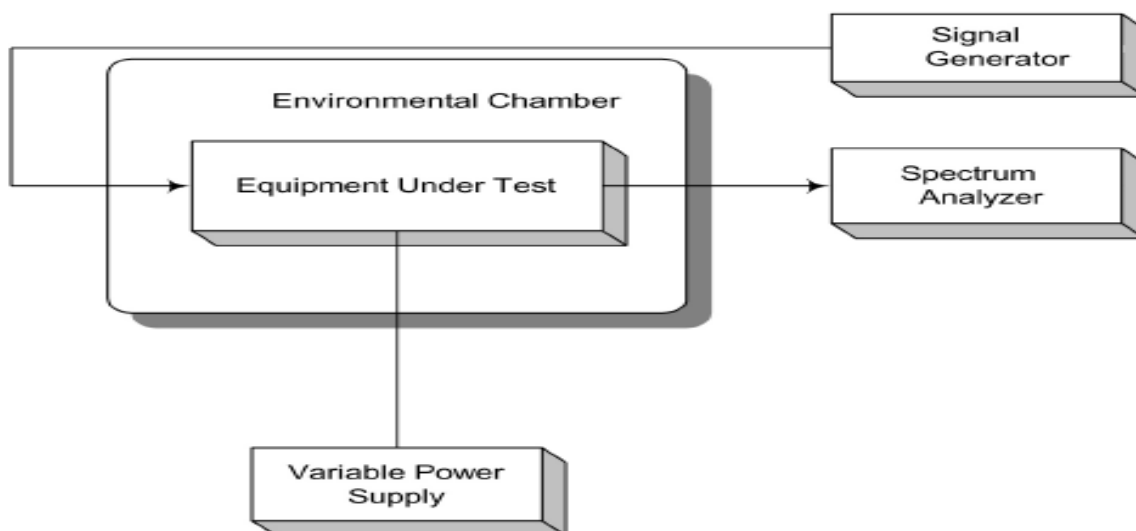 Signal
Generator
Environmental Chamber
Equipment Under Test
Spectrum
Analyzer
Variable Power
Supply